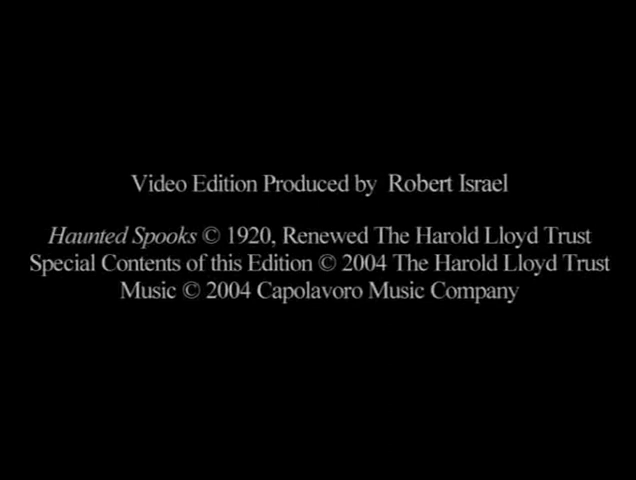 Video Edition Produced by Robert Israel
Haunted Spooks © 1920, Renewed The Harold Lloyd Trust
Special Contents of this Edition © 2004 The Harold Lloyd Trust
Music © 2004 Capolavoro Music Company